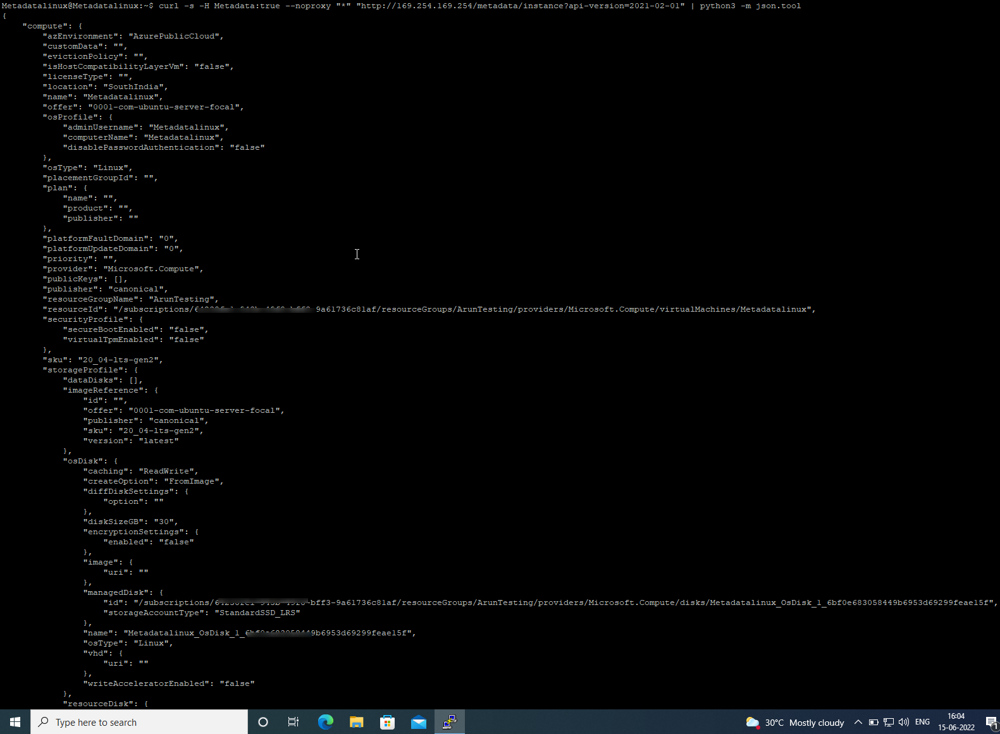 Metadatalinux@Metadatalinux:~$ curl -s -H Metadata:true --noproxy "*" "http://169.254.169.254/metadata/instance?api-version=2021-02-01" | python3 -m json.tool
{
    "compute": {
        "azEnvironment": "AzurePublicCloud",
        "customData": "",
        "evictionPolicy": "",
        "isHostCompatibilityLayerVm": "false",
        "licenseType": "",
        "location": "SouthIndia",
        "name": "Metadatalinux",
        "offer": "0001-com-ubuntu-server-focal",
        "osProfile": {
            "adminUsername": "Metadatalinux",
            "computerName": "Metadatalinux",
            "disablePasswordAuthentication": "false"
        },
        "osType": "Linux",
        "placementGroupId": "",
        "plan": {
            "name": "",
            "product": "",
            "publisher": ""
        },
        "platformFaultDomain": "0",
        "platformUpdateDomain": "0",
        "priority": "",
        "provider": "Microsoft.Compute",
        "publicKeys": [],
        "publisher": "canonical",
        "resourceGroupName": "ArunTesting",
        "resourceId": "/subscriptions/6 9a61736c81af/resourceGroups/ArunTesting/providers/Microsoft.Compute/virtualMachines/Metadatalinux",
        "securityProfile": {
            "secureBootEnabled": "false",
            "virtualTpmEnabled": "false"
        },
        "sku": "20_04-lts-gen2",
        "storageProfile": {
            "dataDisks": [],
            "imageReference": {
                "id": "",
                "offer": "0001-com-ubuntu-server-focal",
                "publisher": "canonical",
                "sku": "20_04-lts-gen2",
                "version": "latest"
            },
            "osDisk": {
                "caching": "ReadWrite",
                "createOption": "FromImage",
                "diffDiskSettings": {
                    "option": ""
                },
                "diskSizeGB": "30",
                "encryptionSettings": {
                    "enabled": "false"
                },
                "image": {
                    "uri": ""
                },
                "managedDisk": {
                    "id": "/subscriptions/6 -bff3-9a61736c81af/resourceGroups/ArunTesting/providers/Microsoft.Compute/disks/Metadatalinux_OsDisk_1_6bf0e683058449b6953d69299feae15f",
                    "storageAccountType": "StandardSSD_LRS"
                },
                "name": "Metadatalinux_OsDisk_1_ 9b6953d69299feae15f",
                "osType": "Linux",
                "vhd": {
                    "uri": ""
                },
                "writeAcceleratorEnabled": "false"
            },
            "resourceDisk": {
Type here to search
30°C Mostly cloudy
ENG
16:04
15-06-2022
1